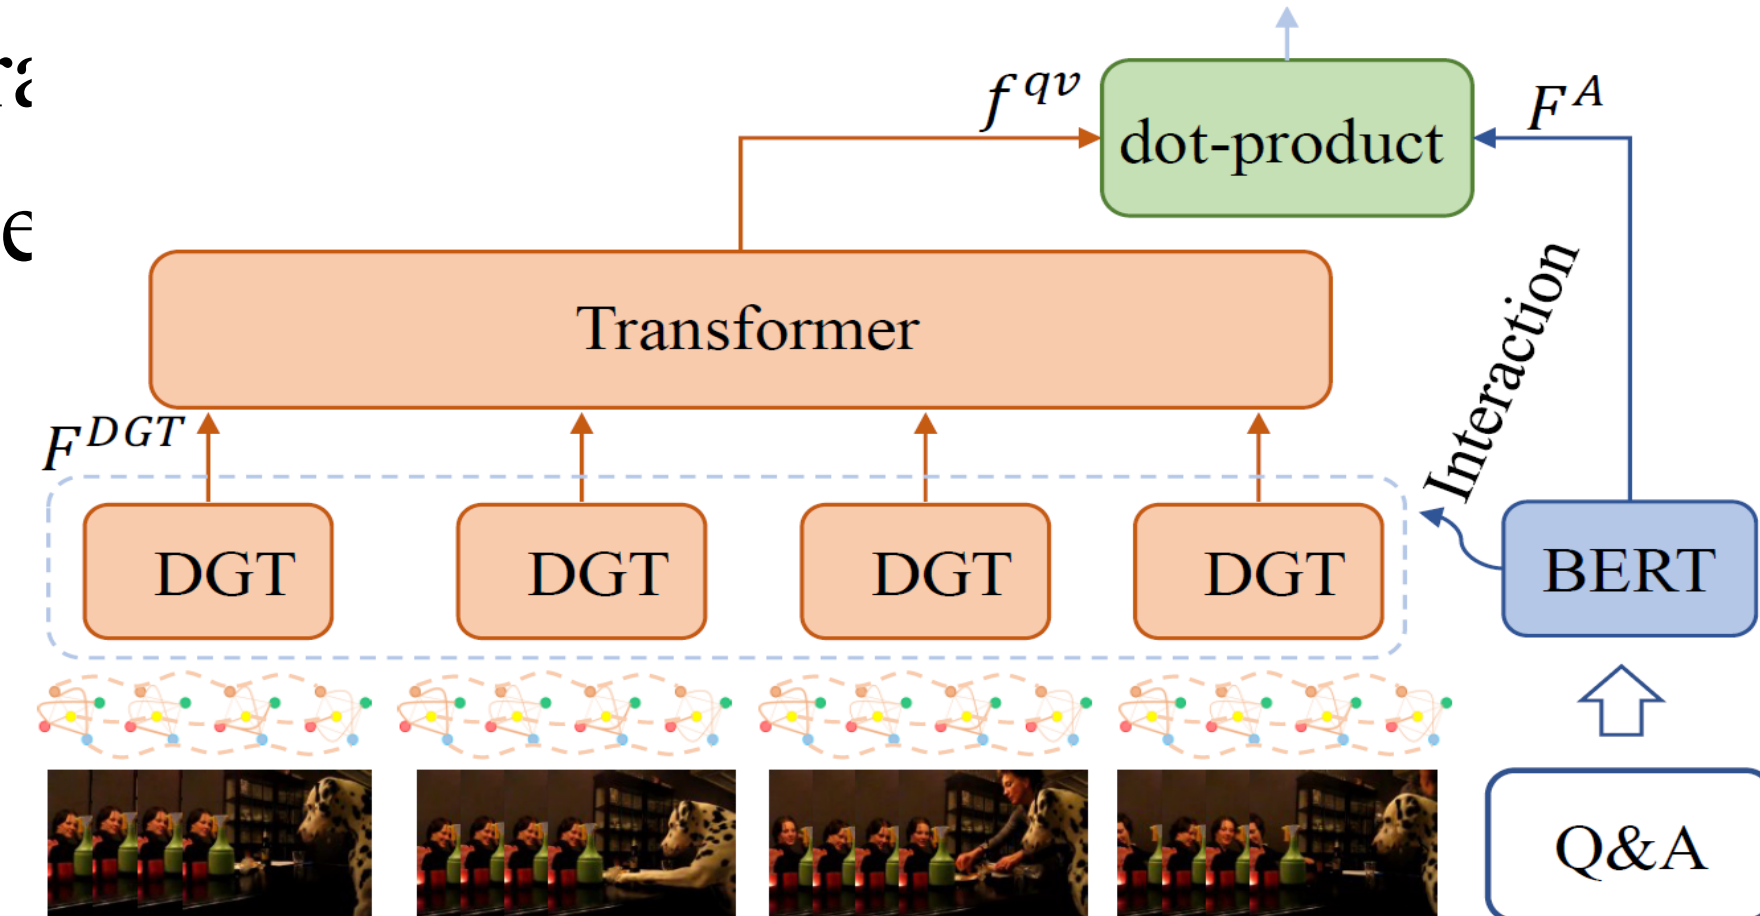 f^{qv}
F^A
dot-product
Transformer
Interaction
F^{DGT}
DGT
DGT
DGT
DGT
BERT
Q&A